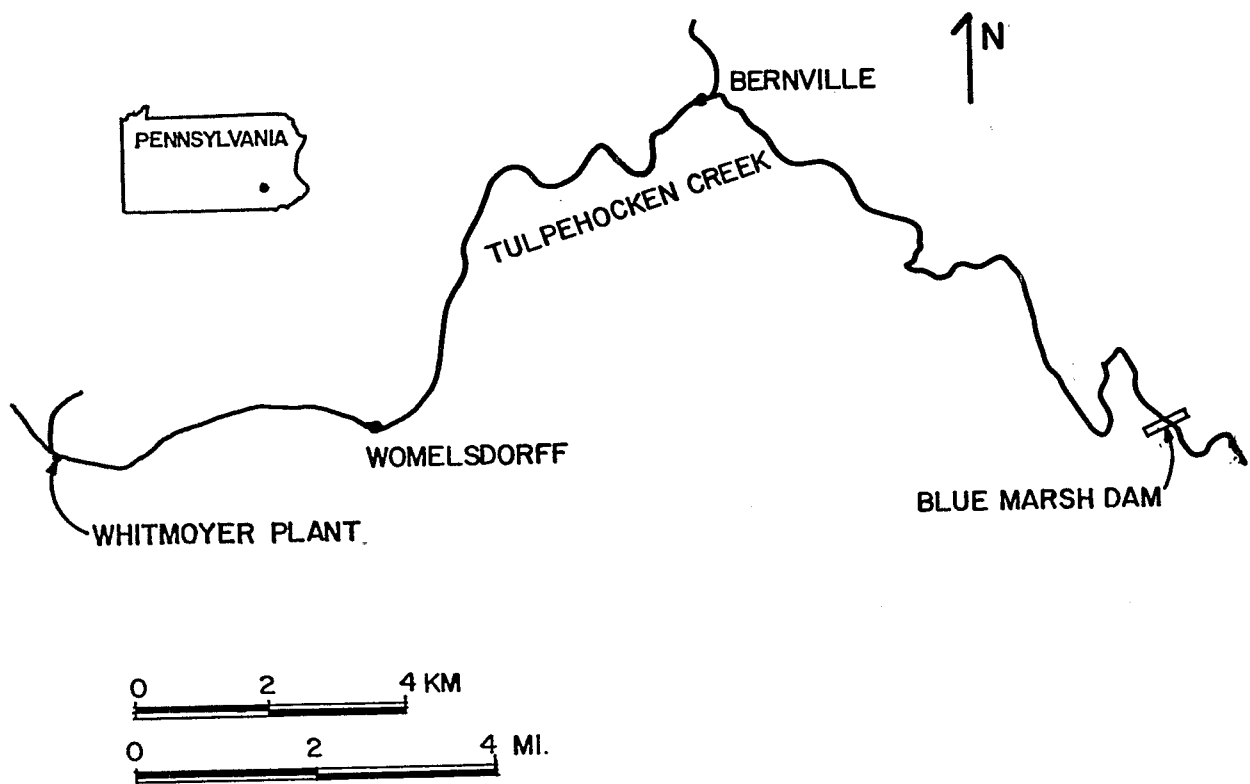 N
BERNVILLE
PENNSYLVANIA
TULPEHOCKEN CREEK
WOMELSDORFF
BLUE MARSH DAM
WHITMOYER PLANT
0 2 4 KM
0 2 4 MI.